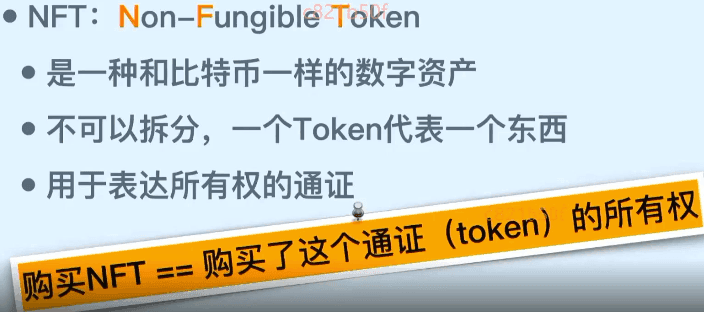 NFT：Non-Fungible Token
是一种和比特币一样的数字资产
不可以拆分，一个Token代表一个东西
用于表达所有权的通证
购买NFT == 购买了这个通证（token）的所有权